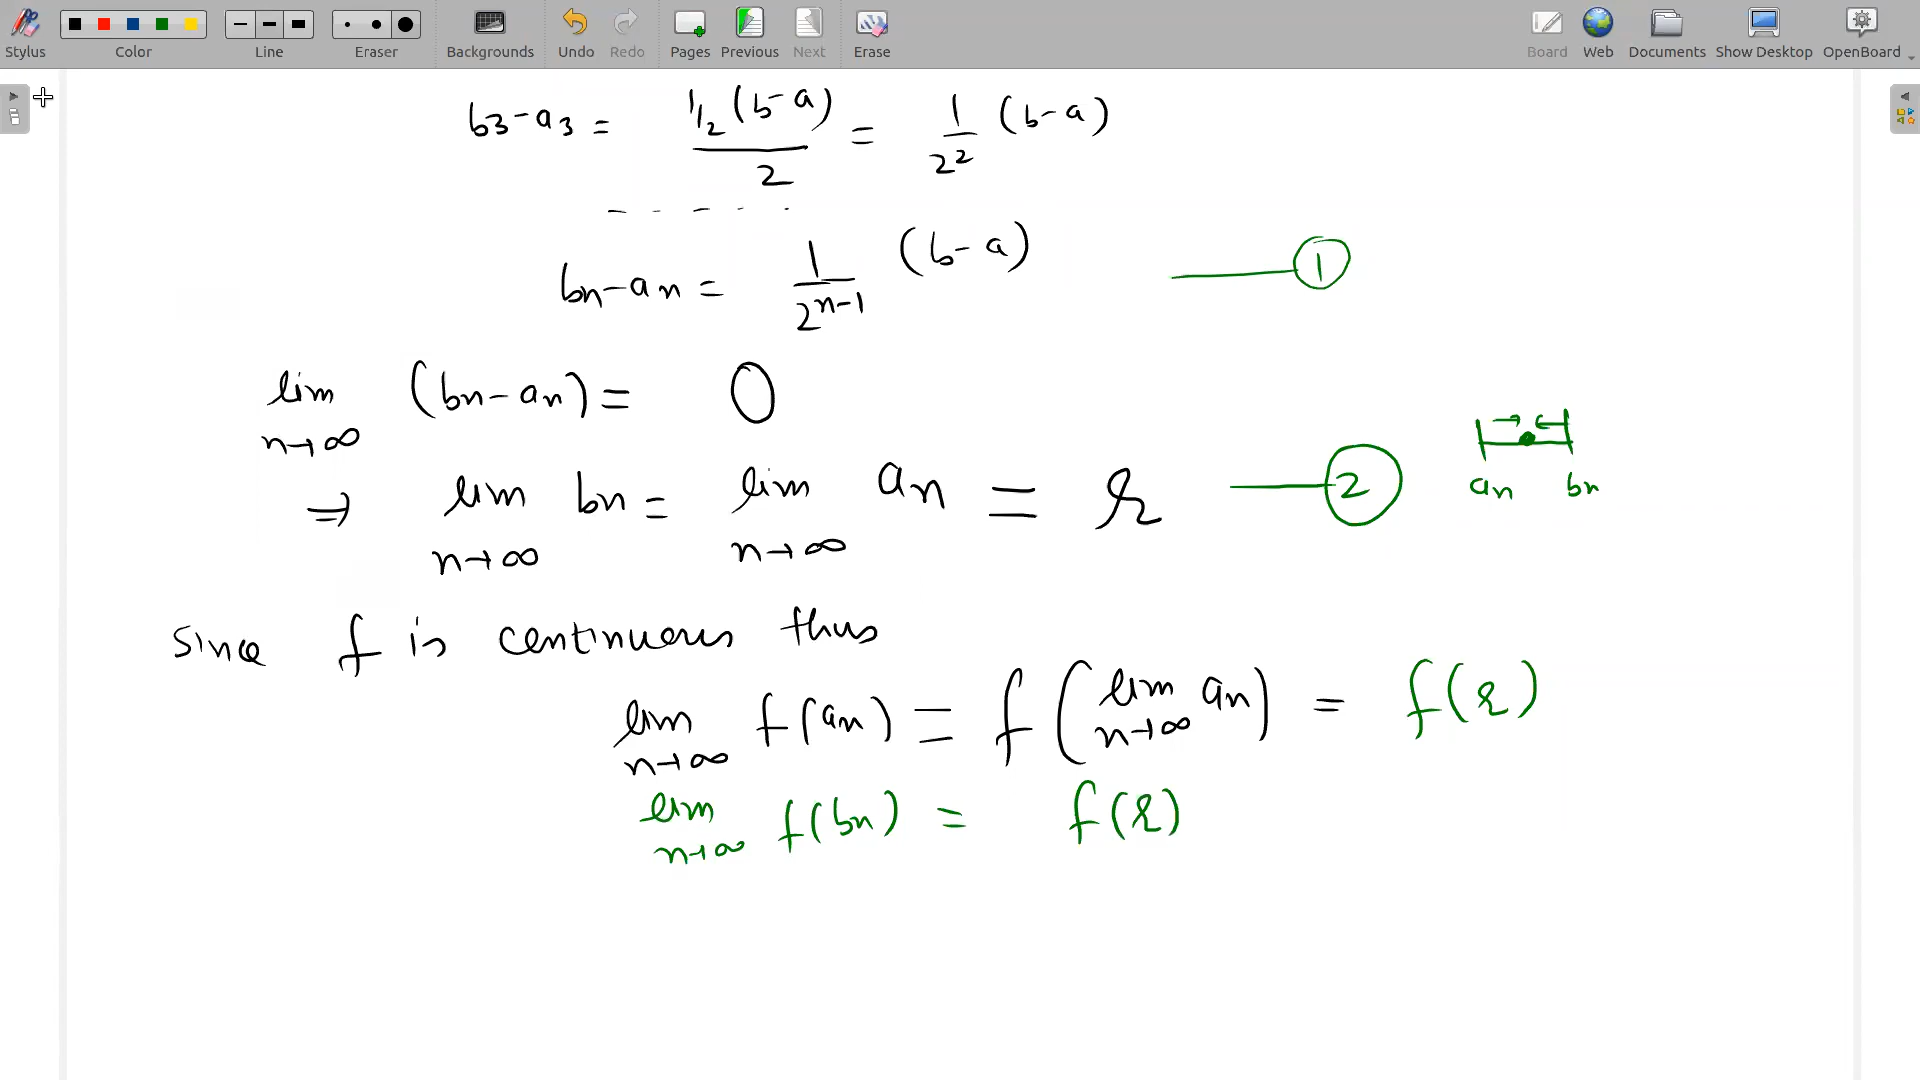 Stylus Color Line Eraser Backgrounds Undo Redo Pages Previous Next Erase Board Web Documents Show Desktop OpenBoard
b3-a3 = ½(b-a)/2 = 1/2² (b-a)
- - - - -
bn-an = 1/2^(n-1) (b-a) —— ①
lim n→∞ (bn-an) = 0
⇒ lim n→∞ bn = lim n→∞ an = r —— ②
an bn
Since f is continuous thus
lim n→∞ f(an) = f(lim n→∞ an) = f(r)
lim n→∞ f(bn) = f(r)